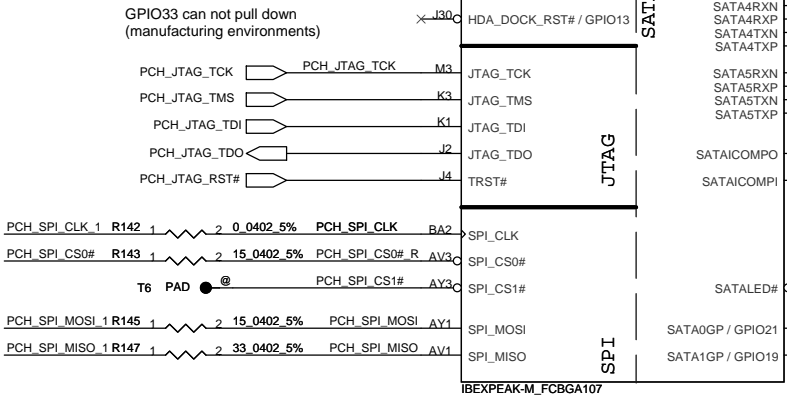 GPIO33 can not pull down
(manufacturing environments)
J30 HDA_DOCK_RST# / GPIO13
SATA
SATA4RXN
SATA4RXP
SATA4TXN
SATA4TXP
PCH_JTAG_TCK PCH_JTAG_TCK M3 JTAG_TCK SATA5RXN
SATA5RXP
PCH_JTAG_TMS K3 JTAG_TMS SATA5TXN
SATA5TXP
PCH_JTAG_TDI K1 JTAG_TDI
PCH_JTAG_TDO J2 JTAG_TDO SATAICOMPO
PCH_JTAG_RST# J4 TRST# SATAICOMPI
JTAG
PCH_SPI_CLK_1 R142 1 2 0_0402_5% PCH_SPI_CLK BA2 SPI_CLK
PCH_SPI_CS0# R143 1 2 15_0402_5% PCH_SPI_CS0#_R AV3 SPI_CS0#
T6 PAD @ PCH_SPI_CS1# AY3 SPI_CS1# SATALED#
PCH_SPI_MOSI_1 R145 1 2 15_0402_5% PCH_SPI_MOSI AY1 SPI_MOSI SATA0GP / GPIO21
PCH_SPI_MISO_1 R147 1 2 33_0402_5% PCH_SPI_MISO AV1 SPI_MISO SATA1GP / GPIO19
SPI
IBEXPEAK-M_FCBGA107